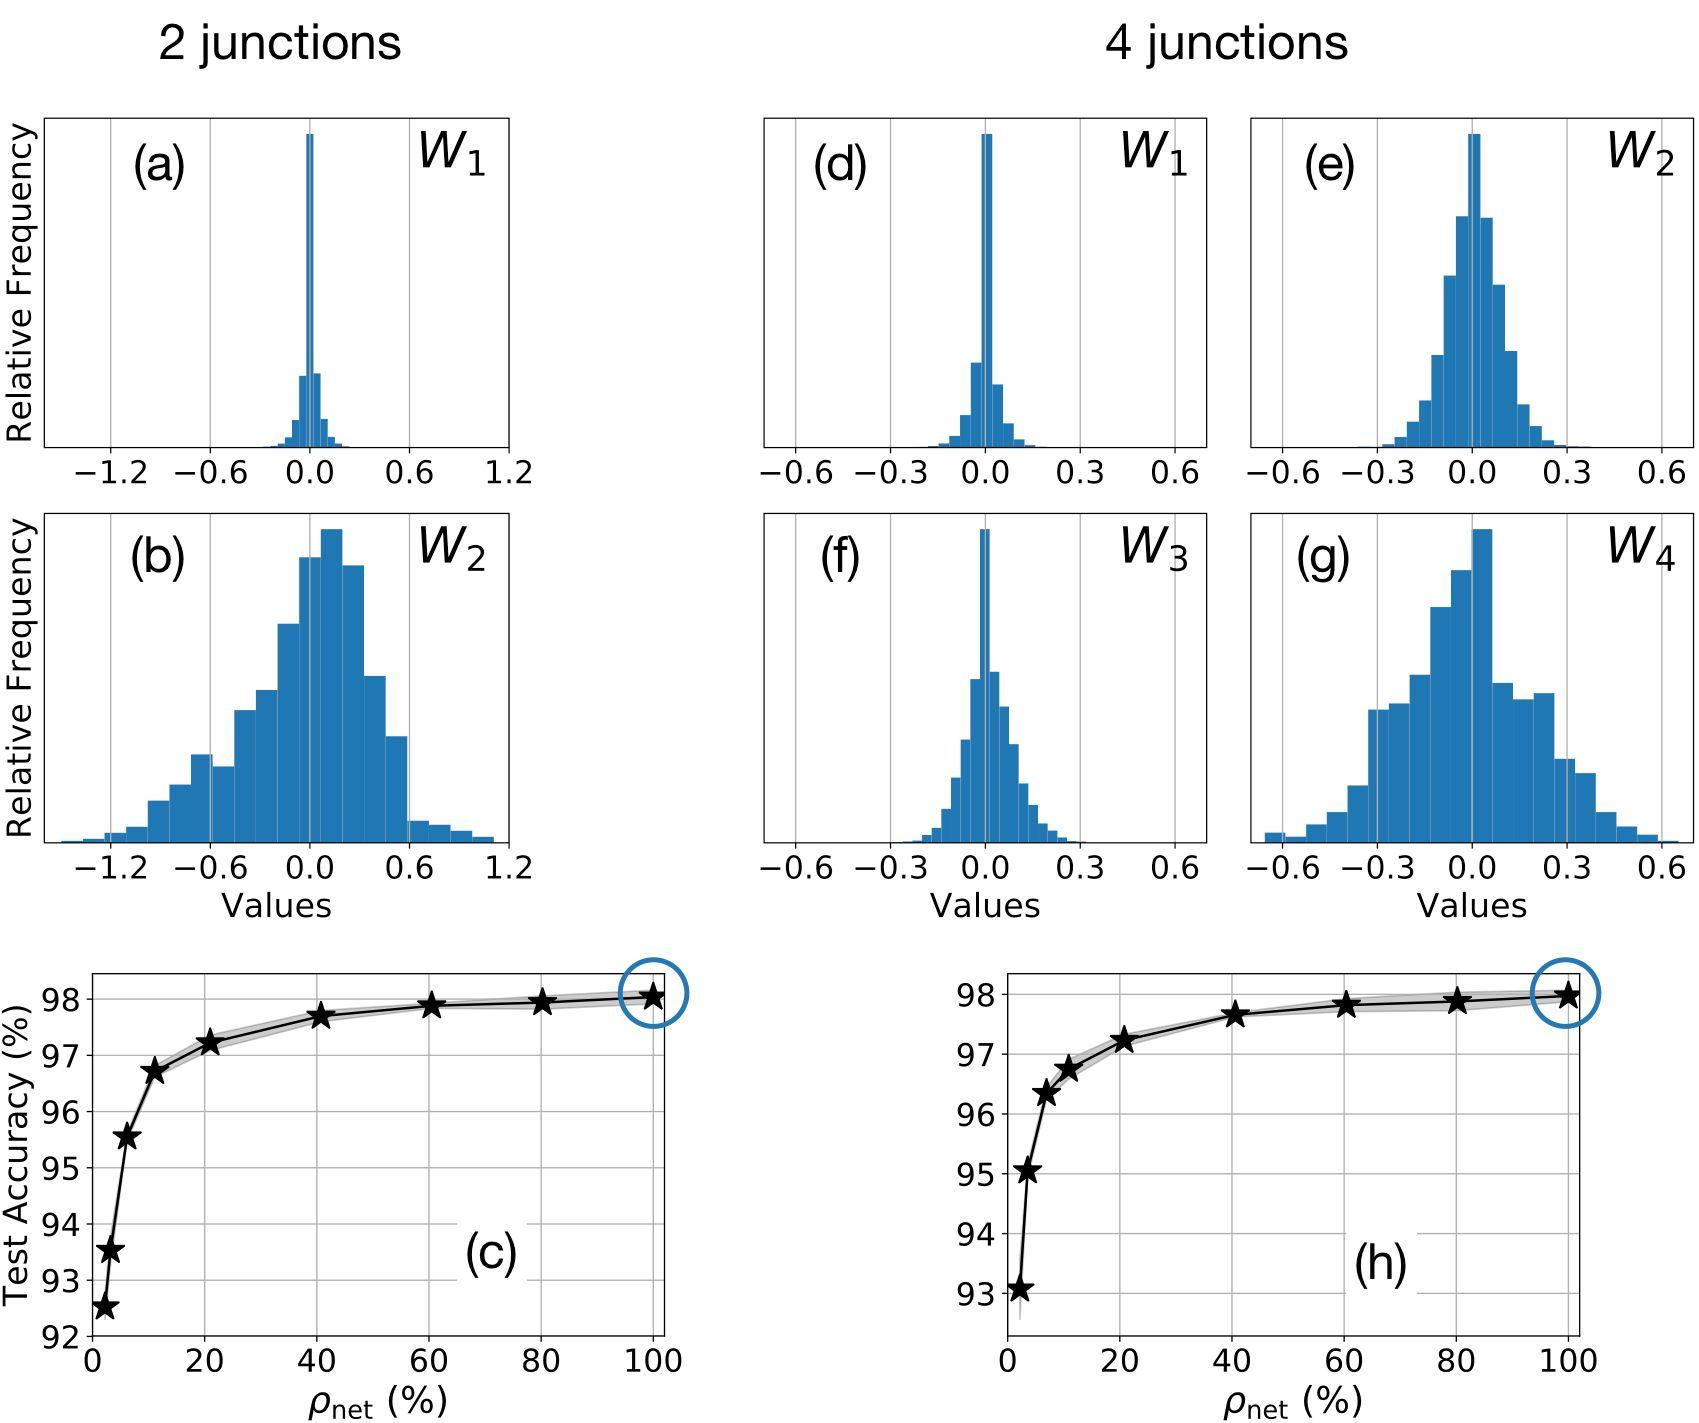 2 junctions
4 junctions
Relative Frequency
(a)
W1
−1.2 −0.6 0.0 0.6 1.2
(d)
W1
−0.6 −0.3 0.0 0.3 0.6
(e)
W2
−0.6 −0.3 0.0 0.3 0.6
Relative Frequency
(b)
W2
−1.2 −0.6 0.0 0.6 1.2
Values
(f)
W3
−0.6 −0.3 0.0 0.3 0.6
Values
(g)
W4
−0.6 −0.3 0.0 0.3 0.6
Values
Test Accuracy (%)
98
97
96
95
94
93
92
(c)
0 20 40 60 80 100
ρnet (%)
98
97
96
95
94
93
(h)
0 20 40 60 80 100
ρnet (%)